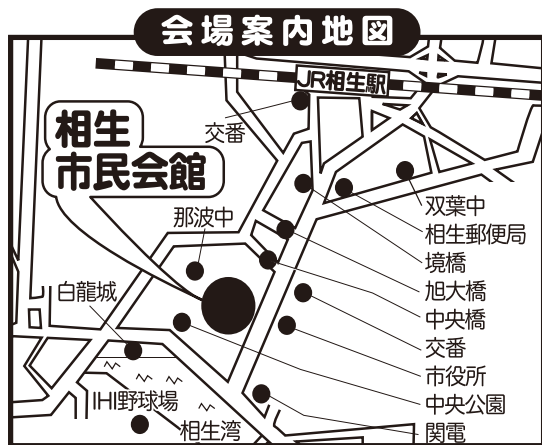 会場案内地図
JR相生駅
交番
相生
市民会館
那波中
白龍城
双葉中
相生郵便局
境橋
旭大橋
中央橋
交番
市役所
中央公園
関電
IHI野球場
相生湾